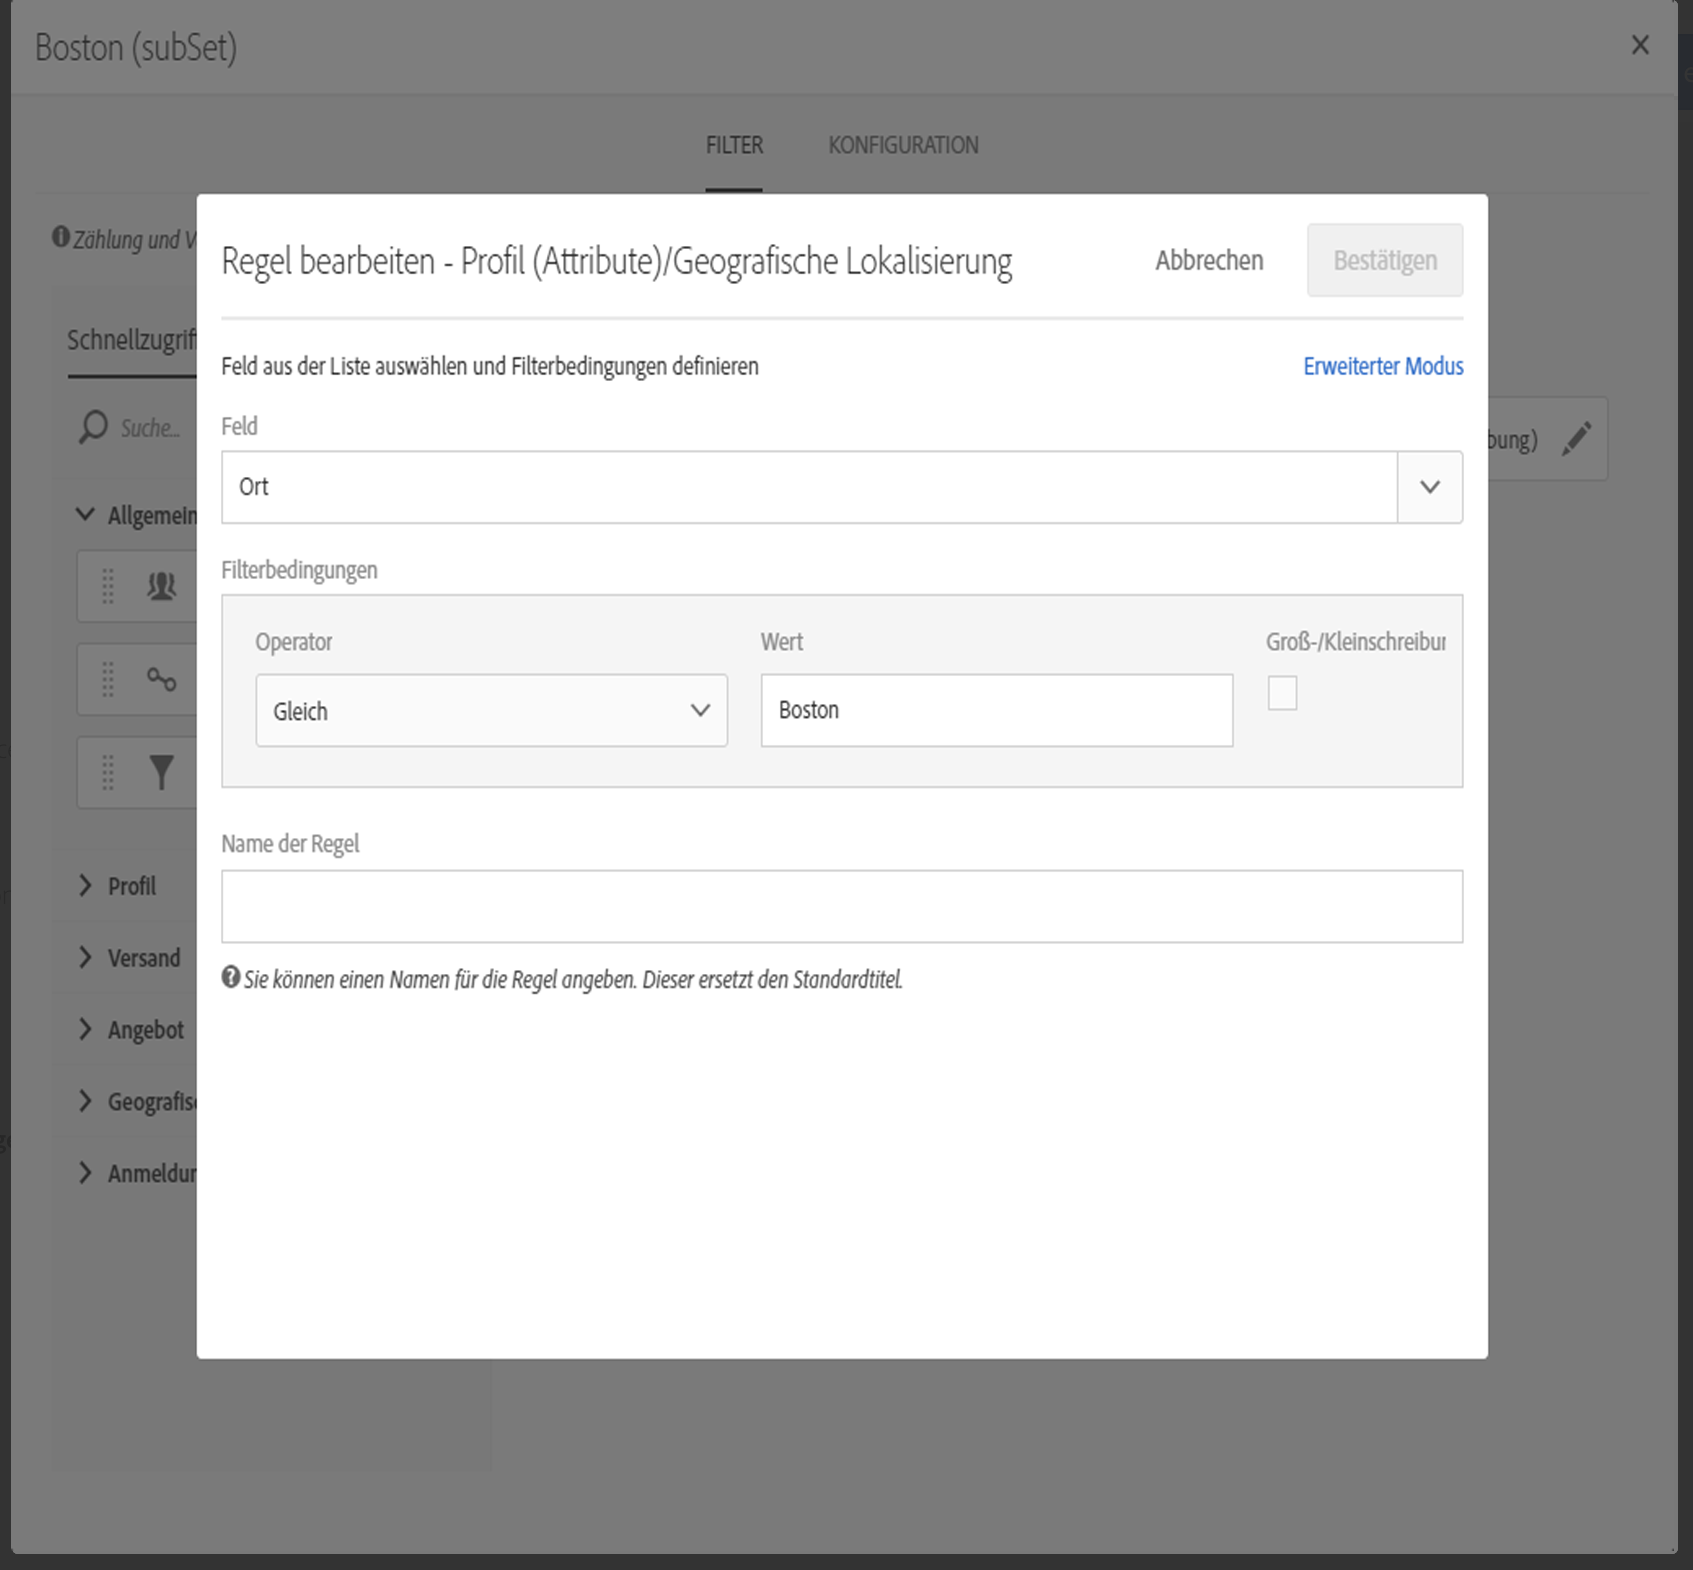 Boston (subSet)
FILTER KONFIGURATION
Zählung und V
Regel bearbeiten - Profil (Attribute)/Geografische Lokalisierung Abbrechen Bestätigen
Schnellzugriff
Feld aus der Liste auswählen und Filterbedingungen definieren Erweiterter Modus
Feld
Suche...
bung)
Ort
Allgemein
Filterbedingungen
Operator Wert Groß-/Kleinschreibur
Gleich Boston
Name der Regel
Profil
Versand
Sie können einen Namen für die Regel angeben. Dieser ersetzt den Standardtitel.
Angebot
Geografisc
Anmeldur